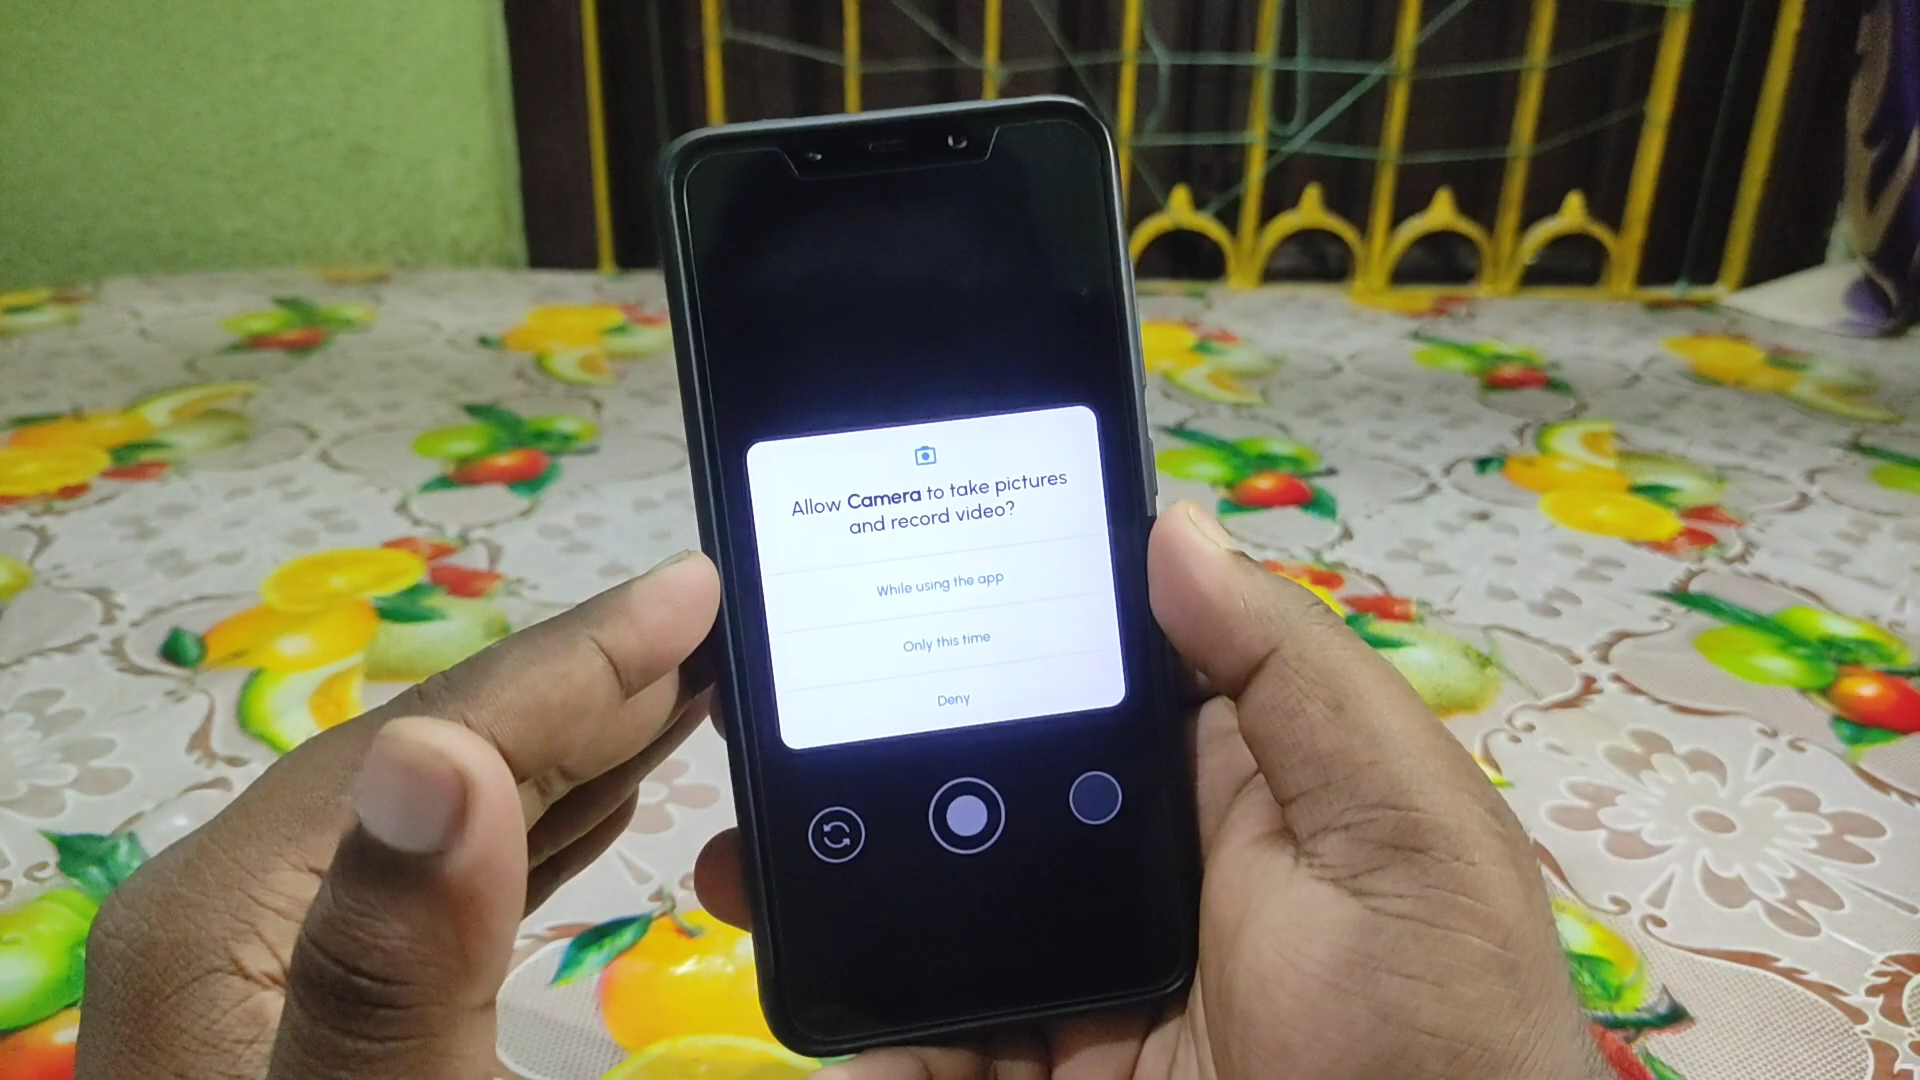 Allow Camera to take pictures
and record video?
While using the app
Only this time
Deny